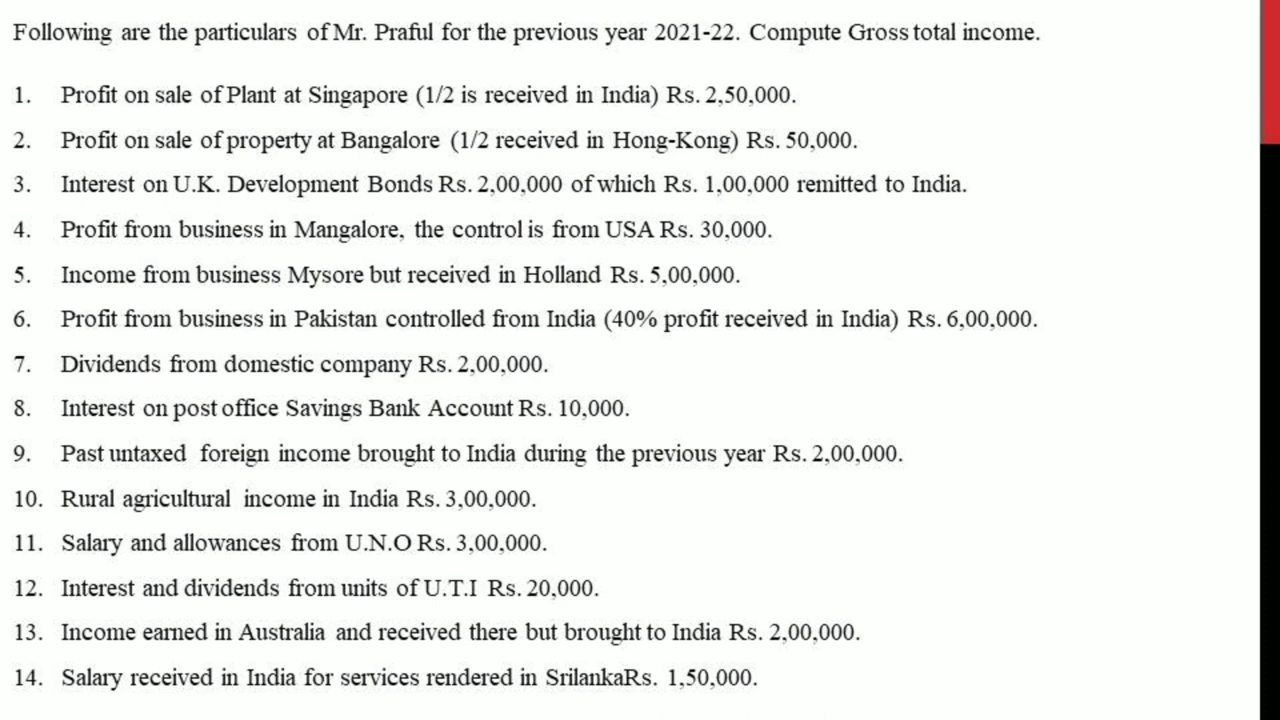 Following are the particulars of Mr. Praful for the previous year 2021-22. Compute Gross total income.
1. Profit on sale of Plant at Singapore (1/2 is received in India) Rs. 2,50,000.
2. Profit on sale of property at Bangalore (1/2 received in Hong-Kong) Rs. 50,000.
3. Interest on U.K. Development Bonds Rs. 2,00,000 of which Rs. 1,00,000 remitted to India.
4. Profit from business in Mangalore, the control is from USA Rs. 30,000.
5. Income from business Mysore but received in Holland Rs. 5,00,000.
6. Profit from business in Pakistan controlled from India (40% profit received in India) Rs. 6,00,000.
7. Dividends from domestic company Rs. 2,00,000.
8. Interest on post office Savings Bank Account Rs. 10,000.
9. Past untaxed foreign income brought to India during the previous year Rs. 2,00,000.
10. Rural agricultural income in India Rs. 3,00,000.
11. Salary and allowances from U.N.O Rs. 3,00,000.
12. Interest and dividends from units of U.T.I Rs. 20,000.
13. Income earned in Australia and received there but brought to India Rs. 2,00,000.
14. Salary received in India for services rendered in SrilankaRs. 1,50,000.